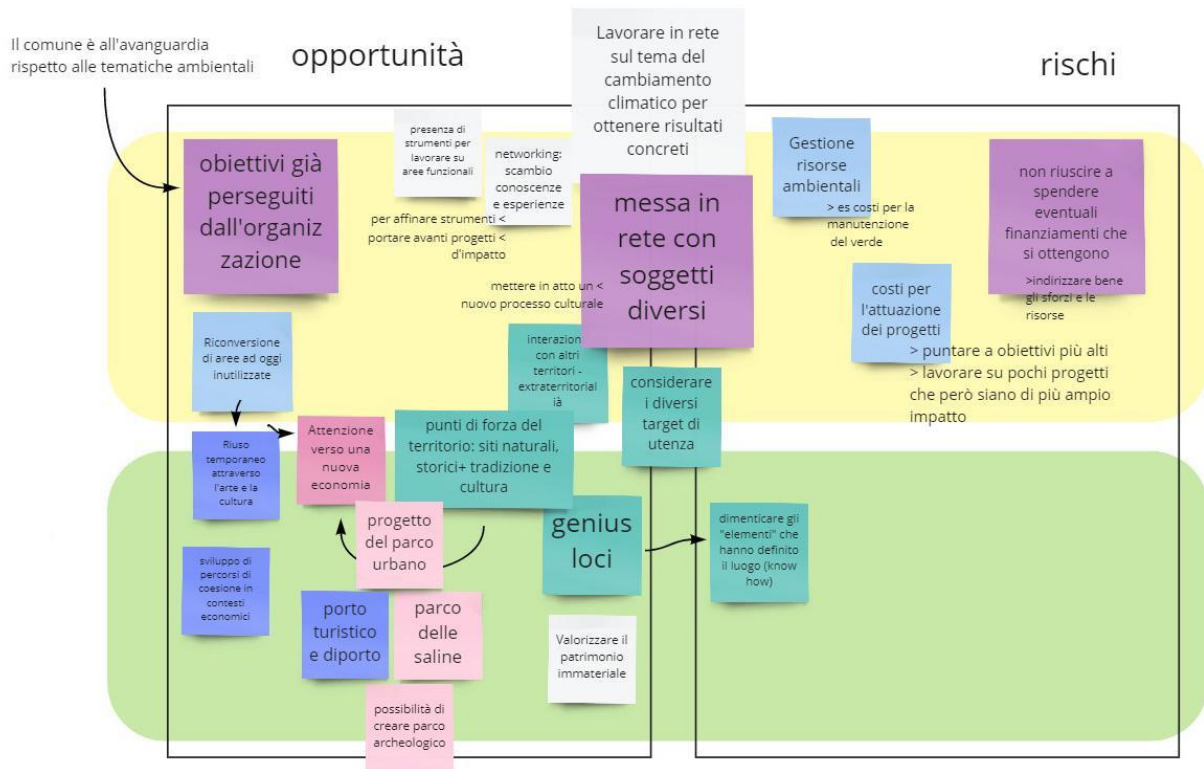 Il comune è all'avanguardia
rispetto alle tematiche ambientali
opportunità
rischi
Lavorare in rete
sul tema del
cambiamento
climatico per
ottenere risultati
concreti
obiettivi già
perseguiti
dall'organiz
zazione
presenza di
strumenti per
lavorare su
aree funzionali
networking:
scambio
conoscenze
e esperienze
per affinare strumenti <
portare avanti progetti <
d'impatto
mettere in atto un <
nuovo processo culturale
messa in
rete con
soggetti
diversi
Gestione
risorse
ambientali
> es costi per la
manutenzione
del verde
non riuscire a
spendere
eventuali
finanziamenti che
si ottengono
>indirizzare bene
gli sforzi e le
risorse
costi per
l'attuazione
dei progetti
> puntare a obiettivi più alti
> lavorare su pochi progetti
che però siano di più ampio
impatto
Riconversione
di aree ad oggi
inutilizzate
interazion
con altri
territori -
extraterritorial
ià
considerare
i diversi
target di
utenza
Riuso
temporaneo
attraverso
l'arte e la
cultura
Attenzione
verso una
nuova
economia
punti di forza del
territorio: siti naturali,
storici+ tradizione e
cultura
progetto
del parco
urbano
genius
loci
dimenticare gli
"elementi" che
hanno definito
il luogo (know
how)
sviluppo di
percorsi di
coesione in
contesti
economici
porto
turistico
e diporto
parco
delle
saline
Valorizzare il
patrimonio
immateriale
possibilità di
creare parco
archeologico